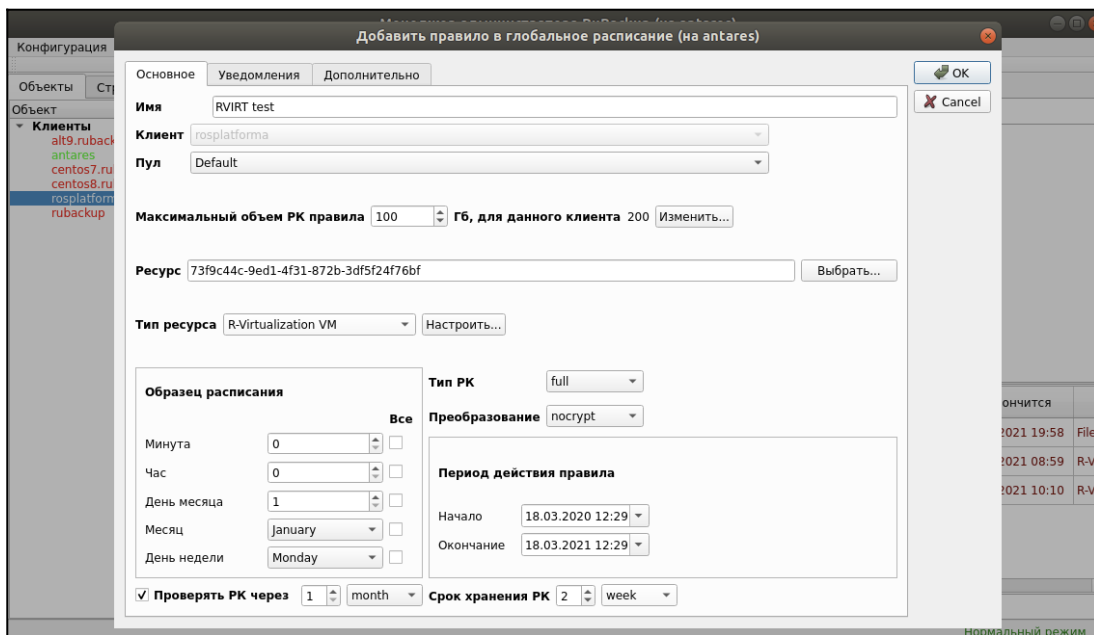 Добавить правило в глобальное расписание (на antares)
Конфигурация
Основное Уведомления Дополнительно
OK
Cancel
Объекты
Объект
Клиенты
antares
rubackup
Имя RVIRT test
Клиент rosplatforma
Пул Default
Максимальный объем РК правила 100 Гб, для данного клиента 200 Изменить...
Ресурс 73f9c44c-9ed1-4f31-872b-3df5f24f76bf Выбрать...
Тип ресурса R-Virtualization VM Настроить...
Образец расписания
Все
Минута 0
Час 0
День месяца 1
Месяц January
День недели Monday
Тип РК full
Преобразование nocrypt
Период действия правила
Начало 18.03.2020 12:29
Окончание 18.03.2021 12:29
Проверять РК через 1 month Срок хранения РК 2 week
2021 19:58
2021 08:59
2021 10:10
Нормальный режим